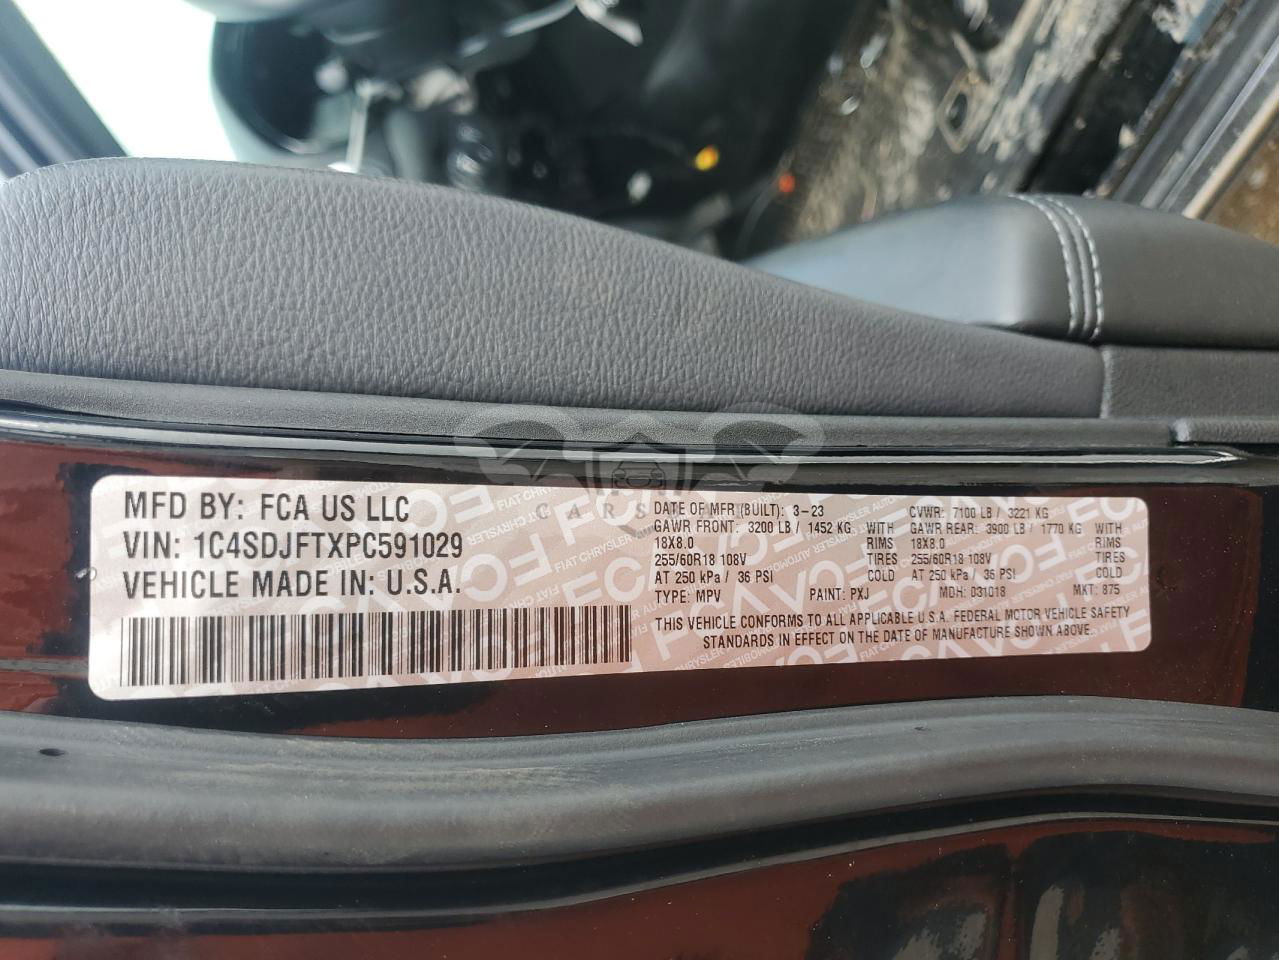 MFD BY: FCA US LLC
VIN: 1C4SDJFTXPC591029
VEHICLE MADE IN: U.S.A.
DATE OF MFR (BUILT): 3-23 GVWR: 7100 LB / 3221 KG
GAWR FRONT: 3200 LB / 1452 KG WITH GAWR REAR: 3900 LB / 1770 KG WITH
18X8.0 RIMS 18X8.0 RIMS
255/60R18 108V TIRES 255/60R18 108V TIRES
AT 250 kPa / 36 PSI COLD AT 250 kPa / 36 PSI COLD
TYPE: MPV PAINT: PXJ MDH: 031018 MKT: 875
THIS VEHICLE CONFORMS TO ALL APPLICABLE U.S.A. FEDERAL MOTOR VEHICLE SAFETY
STANDARDS IN EFFECT ON THE DATE OF MANUFACTURE SHOWN ABOVE.